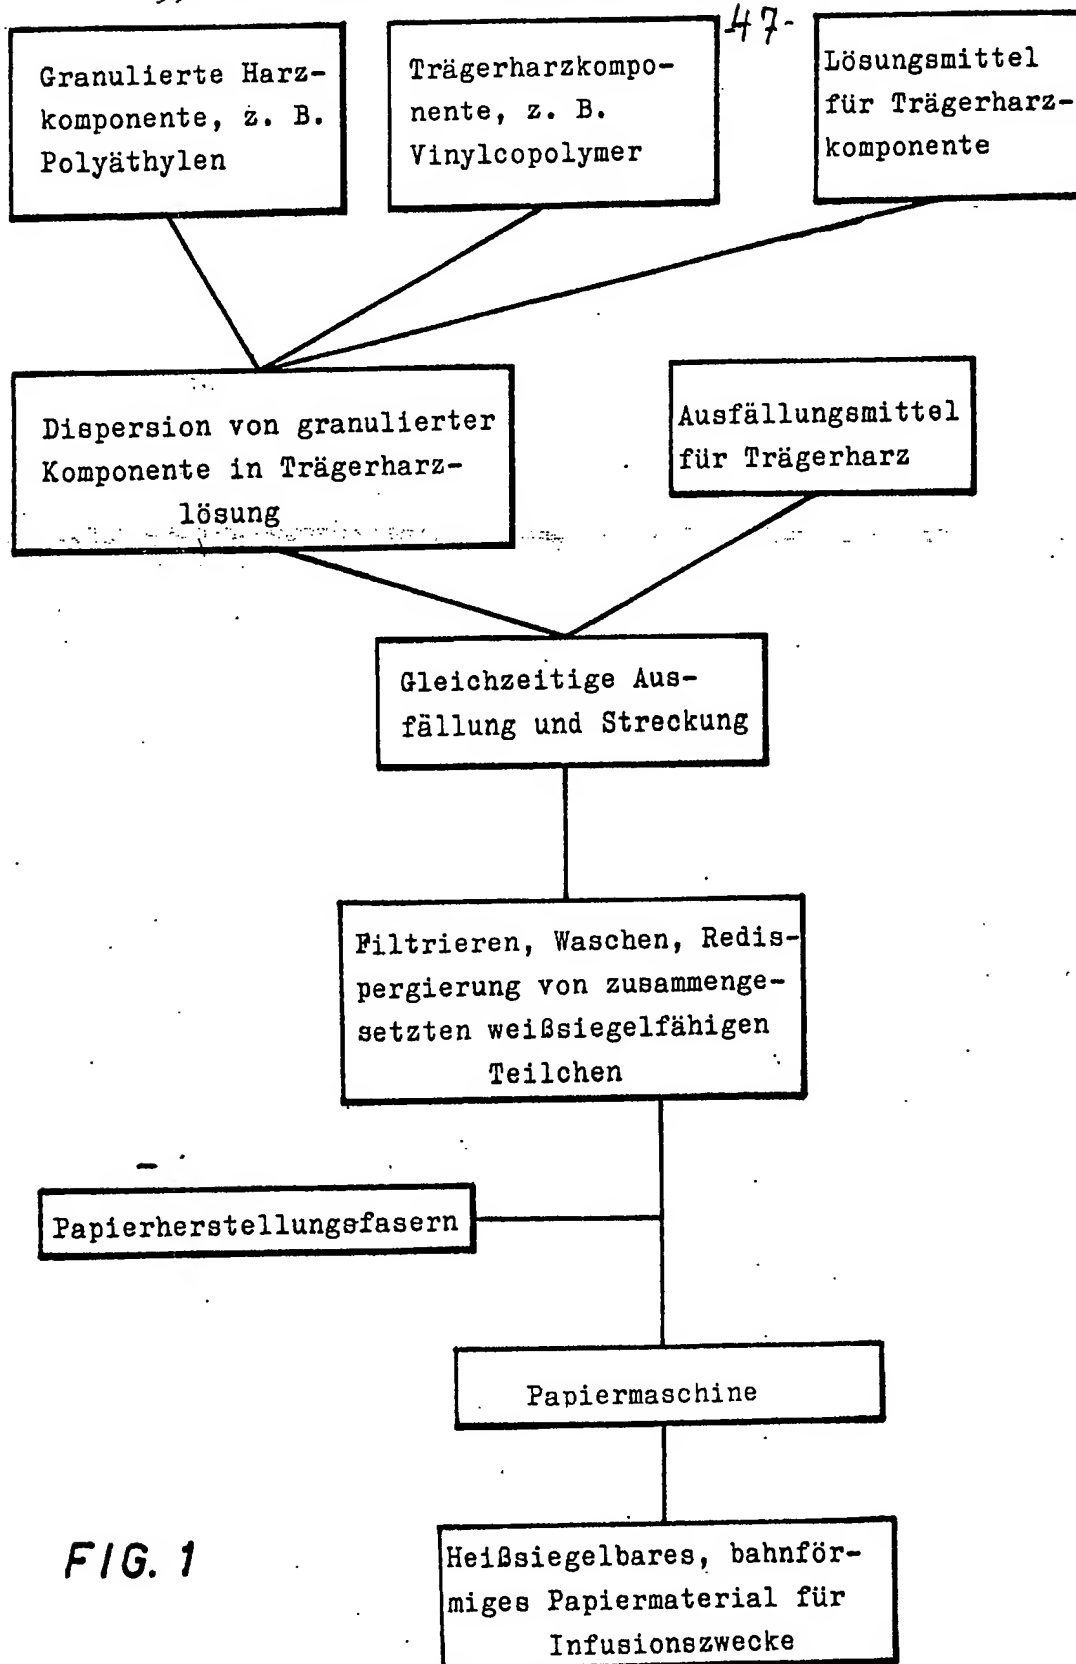 47-
Granulierte Harz-
komponente, z. B.
Polyäthylen
Trägerharzkompo-
nente, z. B.
Vinylcopolymer
Lösungsmittel
für Trägerharz-
komponente
Dispersion von granulierter
Komponente in Trägerharz-
lösung
Ausfällungsmittel
für Trägerharz
Gleichzeitige Aus-
fällung und Streckung
Filtrieren, Waschen, Redis-
pergierung von zusammenge-
setzten weißsiegelfähigen
Teilchen
Papierherstellungsfasern
Papiermaschine
Heißsiegelbares, bahnför-
miges Papiermaterial für
Infusionszwecke
FIG. 1